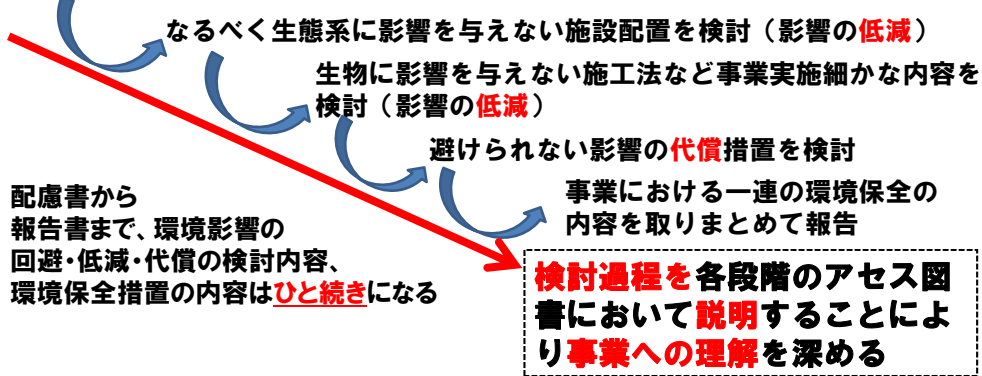 なるべく生態系に影響を与えない施設配置を検討（影響の低減）
生物に影響を与えない施工法など事業実施細かな内容を
検討（影響の低減）
避けられない影響の代償措置を検討
事業における一連の環境保全の
内容を取りまとめて報告
配慮書から
報告書まで、環境影響の
回避・低減・代償の検討内容、
環境保全措置の内容はひと続きになる
検討過程を各段階のアセス図
書において説明することによ
り事業への理解を深める